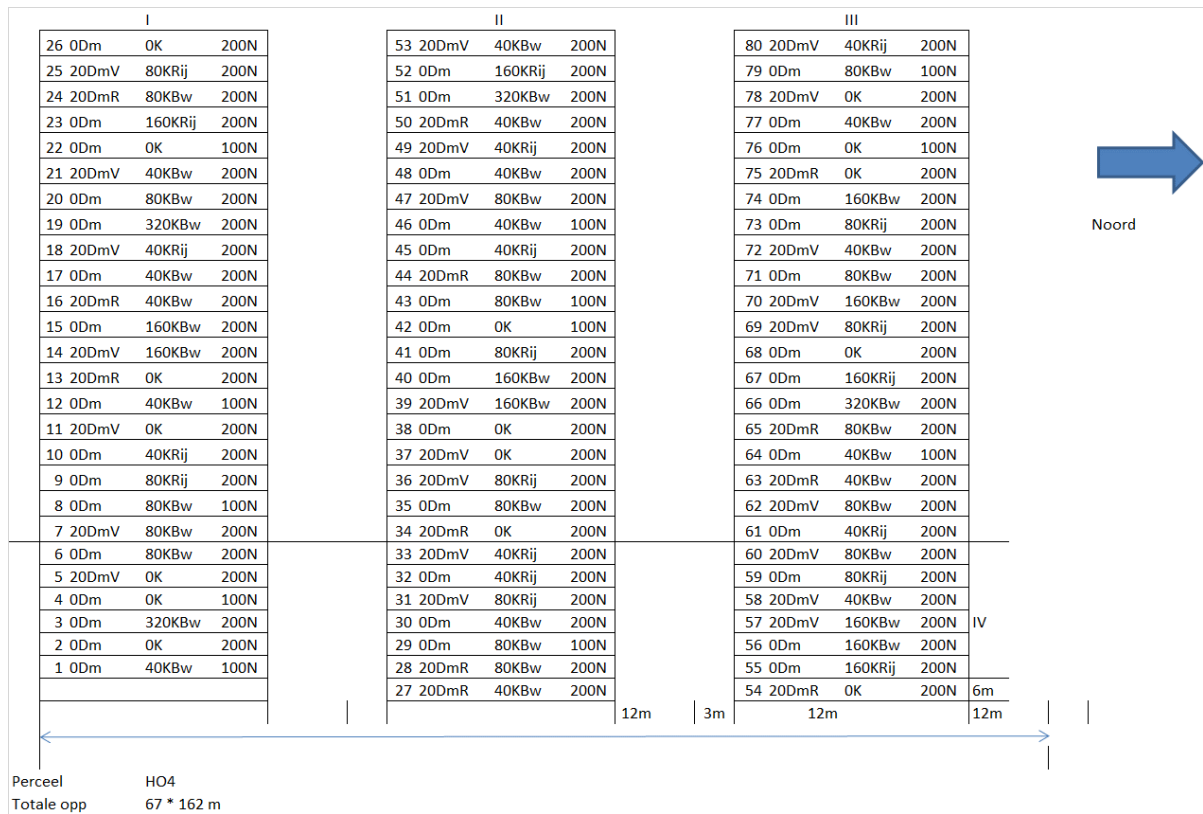 I II III
26 0Dm 0K 200N 53 20DmV 40KBw 200N 80 20DmV 40KRij 200N
25 20DmV 80KRij 200N 52 0Dm 160KRij 200N 79 0Dm 80KBw 100N
24 20DmR 80KBw 200N 51 0Dm 320KBw 200N 78 20DmV 0K 200N
23 0Dm 160KRij 200N 50 20DmR 40KBw 200N 77 0Dm 40KBw 200N
22 0Dm 0K 100N 49 20DmV 40KRij 200N 76 0Dm 0K 100N
21 20DmV 40KBw 200N 48 0Dm 40KBw 200N 75 20DmR 0K 200N
20 0Dm 80KBw 200N 47 20DmV 80KBw 200N 74 0Dm 160KBw 200N
19 0Dm 320KBw 200N 46 0Dm 40KBw 100N 73 0Dm 80KRij 200N Noord
18 20DmV 40KRij 200N 45 0Dm 40KRij 200N 72 20DmV 40KBw 200N
17 0Dm 40KBw 200N 44 20DmR 80KBw 200N 71 0Dm 80KBw 200N
16 20DmR 40KBw 200N 43 0Dm 80KBw 100N 70 20DmV 160KBw 200N
15 0Dm 160KBw 200N 42 0Dm 0K 100N 69 20DmV 80KRij 200N
14 20DmV 160KBw 200N 41 0Dm 80KRij 200N 68 0Dm 0K 200N
13 20DmR 0K 200N 40 0Dm 160KBw 200N 67 0Dm 160KRij 200N
12 0Dm 40KBw 100N 39 20DmV 160KBw 200N 66 0Dm 320KBw 200N
11 20DmV 0K 200N 38 0Dm 0K 200N 65 20DmR 80KBw 200N
10 0Dm 40KRij 200N 37 20DmV 0K 200N 64 0Dm 40KBw 100N
9 0Dm 80KRij 200N 36 20DmV 80KRij 200N 63 20DmR 40KBw 200N
8 0Dm 80KBw 100N 35 0Dm 80KBw 200N 62 20DmV 80KBw 200N
7 20DmV 80KBw 200N 34 20DmR 0K 200N 61 0Dm 40KRij 200N
6 0Dm 80KBw 200N 33 20DmV 40KRij 200N 60 20DmV 80KBw 200N
5 20DmV 0K 200N 32 0Dm 40KRij 200N 59 0Dm 80KRij 200N
4 0Dm 0K 100N 31 20DmV 80KRij 200N 58 20DmV 40KBw 200N
3 0Dm 320KBw 200N 30 0Dm 40KBw 200N 57 20DmV 160KBw 200N IV
2 0Dm 0K 200N 29 0Dm 80KBw 100N 56 0Dm 160KBw 200N
1 0Dm 40KBw 100N 28 20DmR 80KBw 200N 55 0Dm 160KRij 200N
27 20DmR 40KBw 200N 54 20DmR 0K 200N 6m
12m 3m 12m 12m
Perceel HO4
Totale opp 67 * 162 m